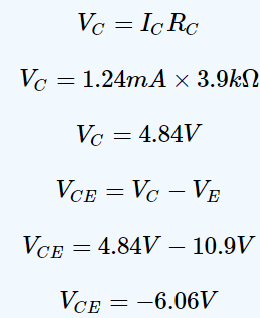 V_C = I_C R_C
V_C = 1.24mA × 3.9kΩ
V_C = 4.84V
V_CE = V_C − V_E
V_CE = 4.84V − 10.9V
V_CE = −6.06V